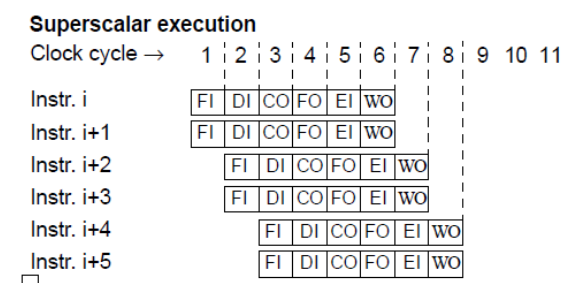 Superscalar execution
Clock cycle → 1 2 3 4 5 6 7 8 9 10 11
Instr. i FI DI CO FO EI WO
Instr. i+1 FI DI CO FO EI WO
Instr. i+2 FI DI CO FO EI WO
Instr. i+3 FI DI CO FO EI WO
Instr. i+4 FI DI CO FO EI WO
Instr. i+5 FI DI CO FO EI WO